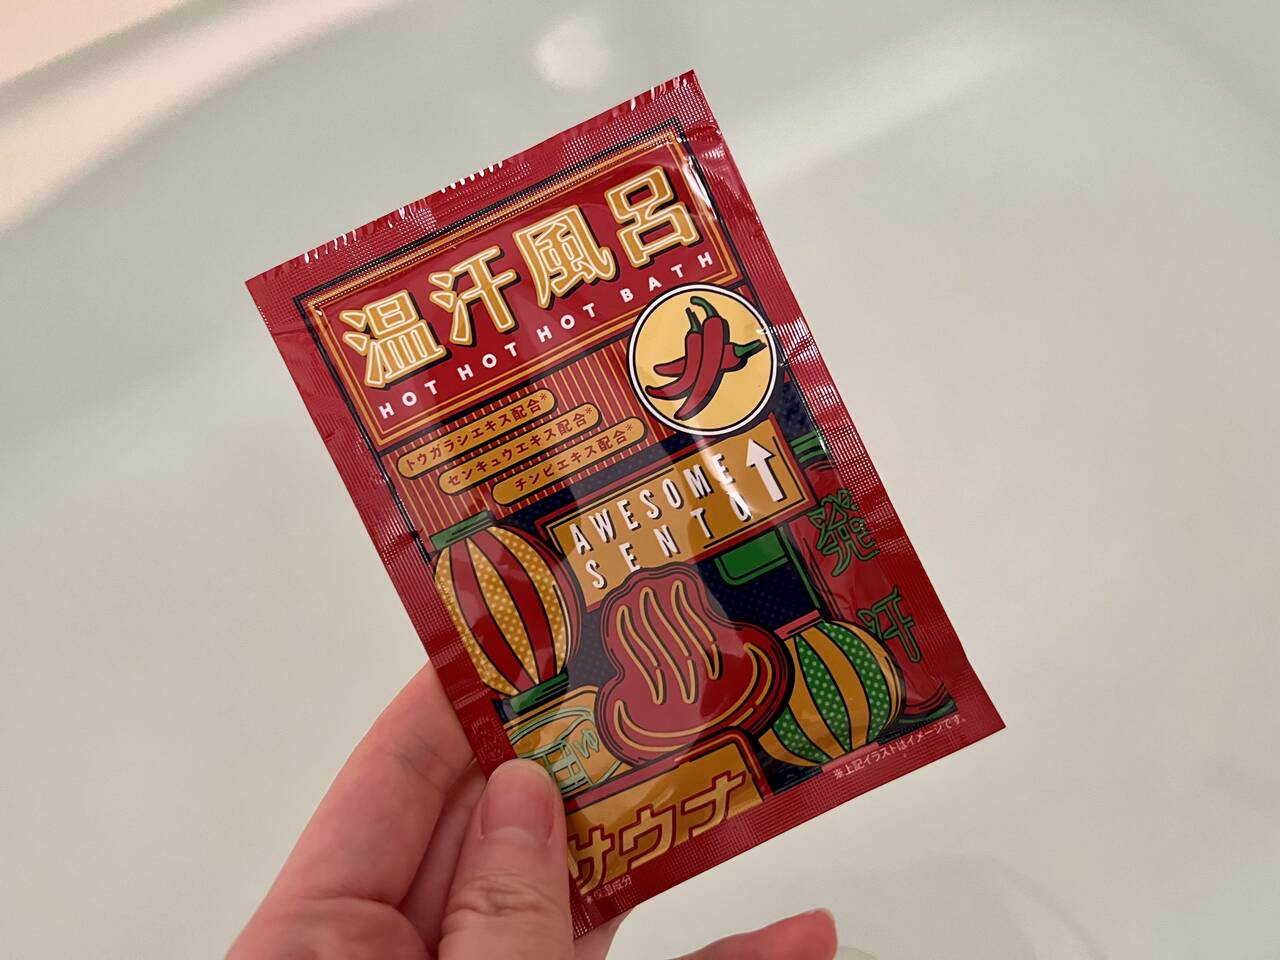 温汗風呂
HOT HOT HOT BATH
トウガラシエキス配合*
センキュウエキス配合*
チンピエキス配合*
AWESOME
SENTO
発汗
サウナ
*保湿成分
※上記イラストはイメージです。